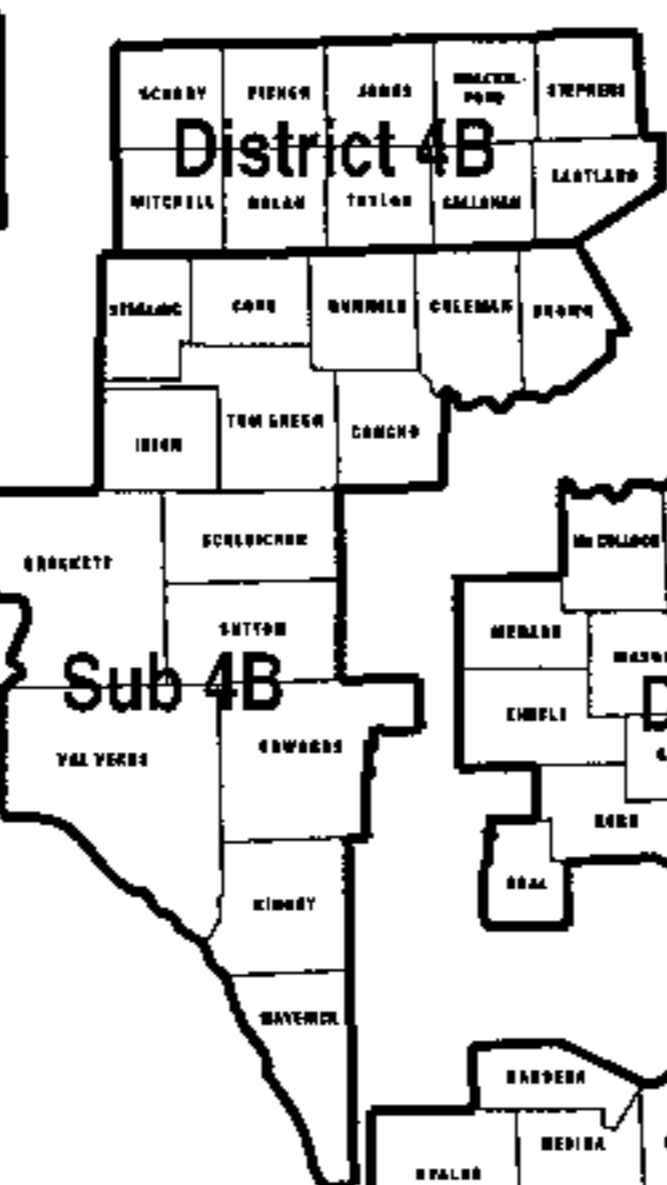 SCURRY FISHER JONES SHACKEL- STEPHENS
FORD
District 4B
MITCHELL NOLAN TAYLOR CALLAHAN EASTLAND
STERLING COKE RUNNELS COLEMAN BROWN
IRION TOM GREEN CONCHO
CROCKETT SCHLEICHER McCULLOCH
SUTTON MENARD
Sub 4B
VAL VERDE EDWARDS KIMBLE
KERR
KINNEY REAL
MAVERICK
BANDERA
UVALDE MEDINA